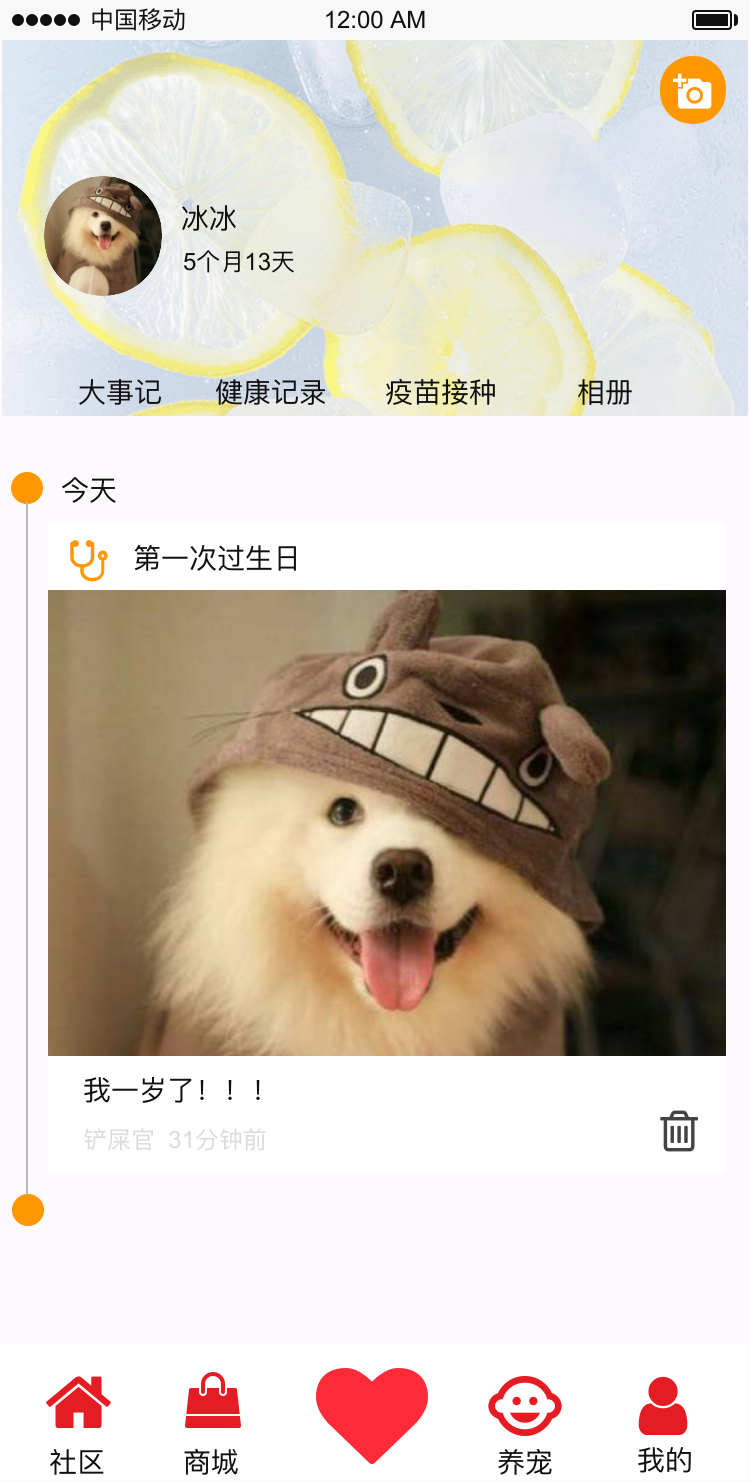 中国移动 12:00 AM
冰冰
5个月13天
大事记 健康记录 疫苗接种 相册
今天
第一次过生日
我一岁了！！！
铲屎官 31分钟前
社区 商城 养宠 我的